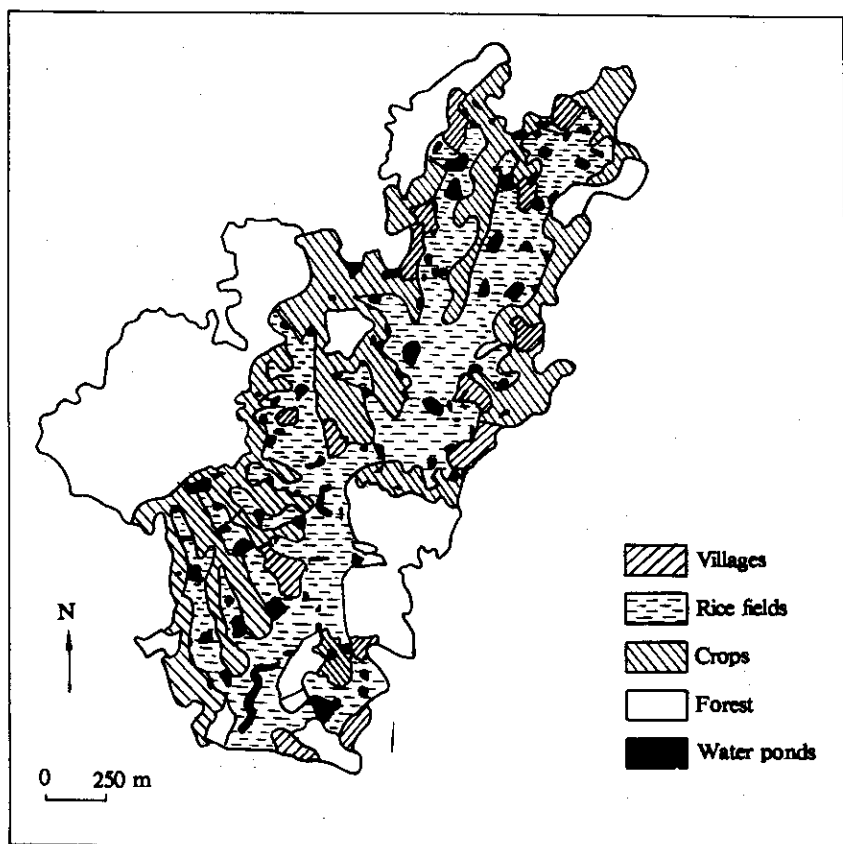 Villages
Rice fields
Crops
Forest
Water ponds
N
0 250 m